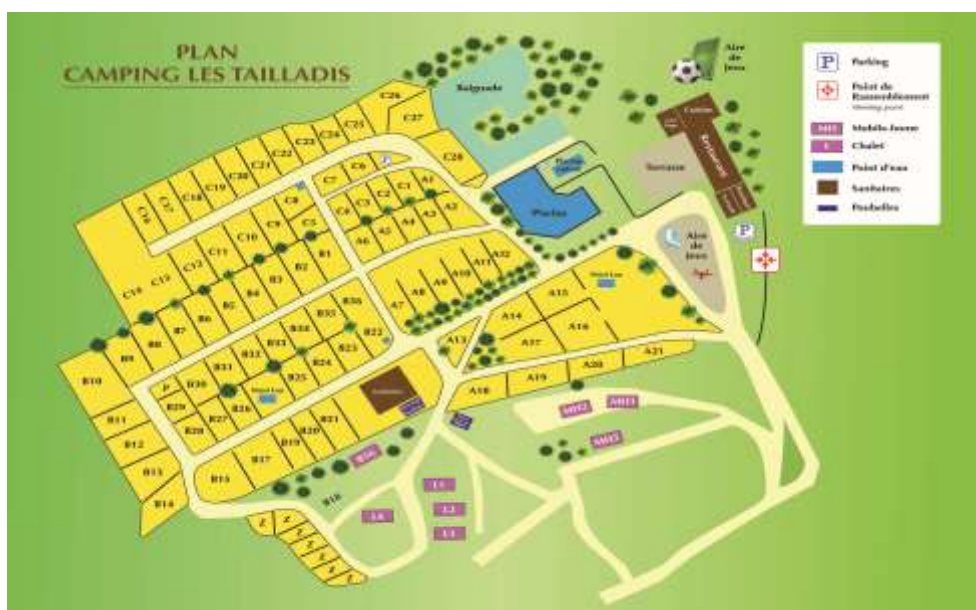 PLAN
CAMPING LES TAILLADIS
Aire
de
Jeux
Baignade
Cuisine
Restaurant
Terrasse
Piscine
Aire
de
Jeux
P
P
Parking
Point de
Rassemblement
Meeting point
MH1 Mobile-home
Chalet
Point d'eau
Sanitaires
Poubelles
C26
C27
C28
C25
C24
C23
C22
C21
C20
C19
C18
C17
C16
C7
C6
C8
C9
C5
C10
C11
C12
C13
C14
C3
C2
C1
A1
A2
A3
A4
A5
A6
A7
A8
A9
A10
A11
A12
A13
A14
A15
A16
A17
A18
A19
A20
A21
B1
B2
B3
B4
B5
B6
B7
B8
B9
B10
B11
B12
B13
B14
B15
B17
B18
B19
B20
B21
B22
B23
B24
B25
B26
B27
B28
B29
B30
B31
B32
B33
B34
B35
B36
P
Z
Z
MH2
MH1
MH3
L1
L2
L3
L4